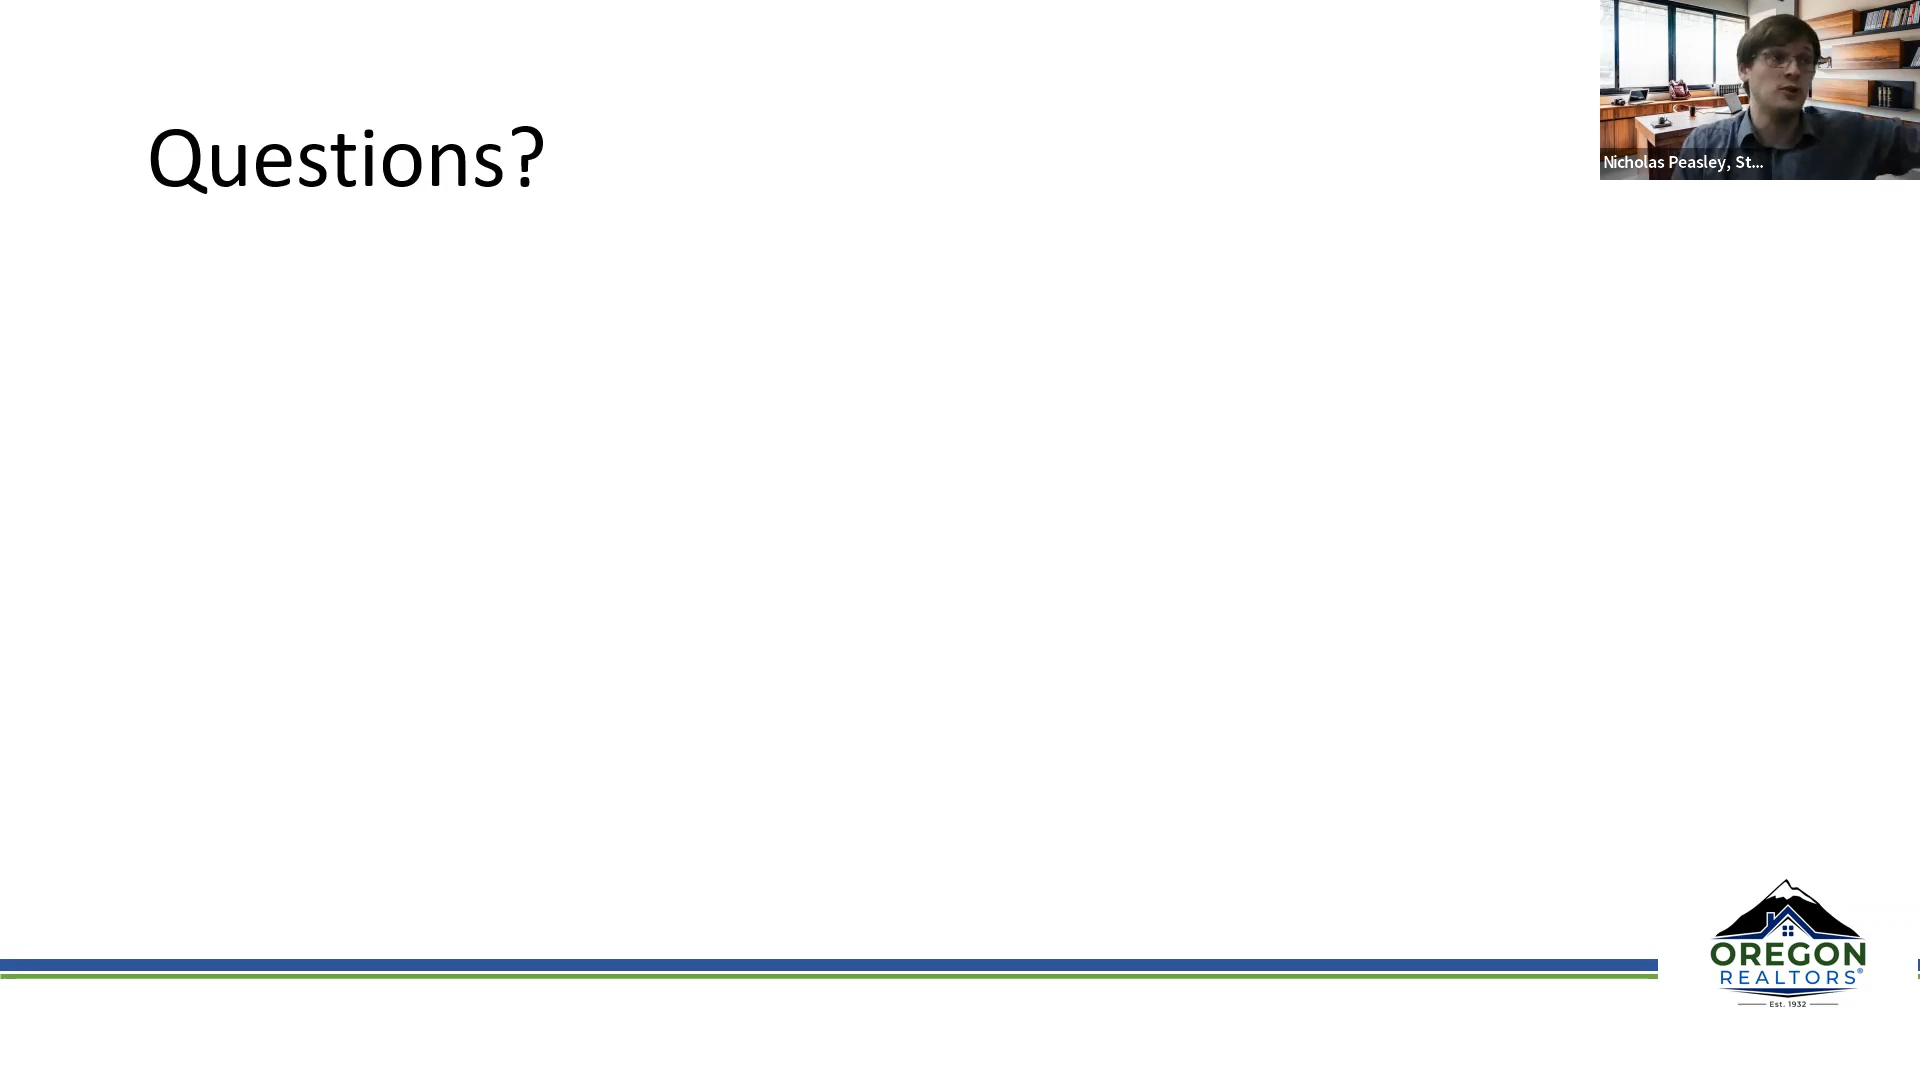 Questions?
Nicholas Peasley, St...
OREGON
REALTORS®
Est. 1932